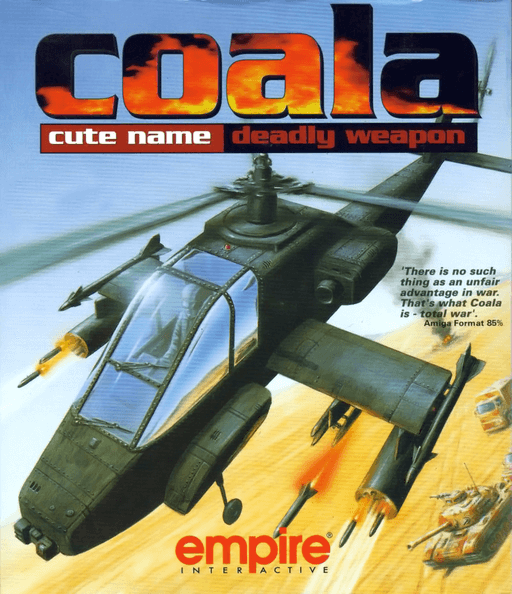 coala
cute name deadly weapon
'There is no such
thing as an unfair
advantage in war.
That's what Coala
is - total war'.
Amiga Format 85%
empire®
INTERACTIVE